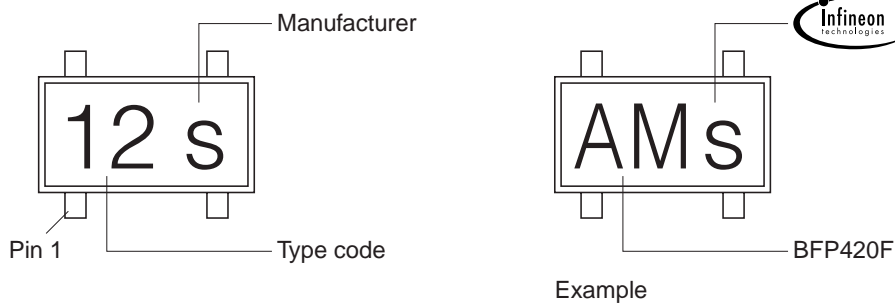 Manufacturer
12 s
Pin 1
Type code
Infineon
technologies
AMs
BFP420F
Example